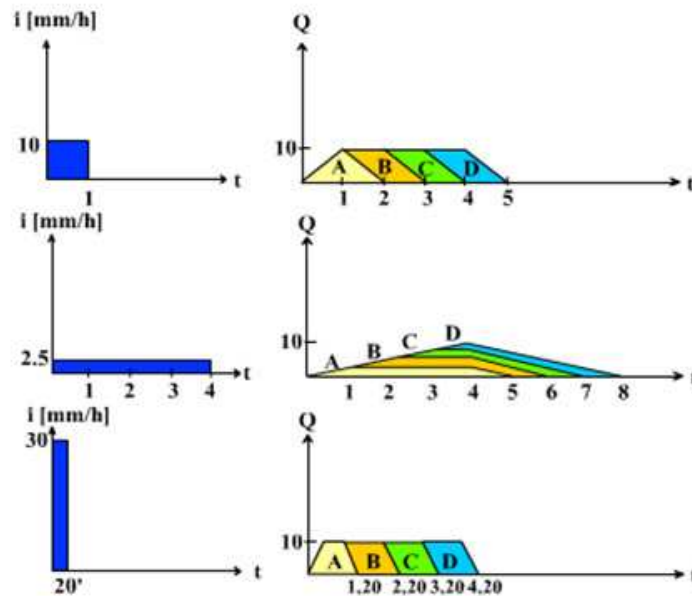 i [mm/h]
10
1
t
Q
10
A B C D
1 2 3 4 5
t
i [mm/h]
2.5
1 2 3 4
t
Q
10
A B C D
1 2 3 4 5 6 7 8
t
i [mm/h]
30
20'
t
Q
10
A B C D
1,20 2,20 3,20 4,20
t